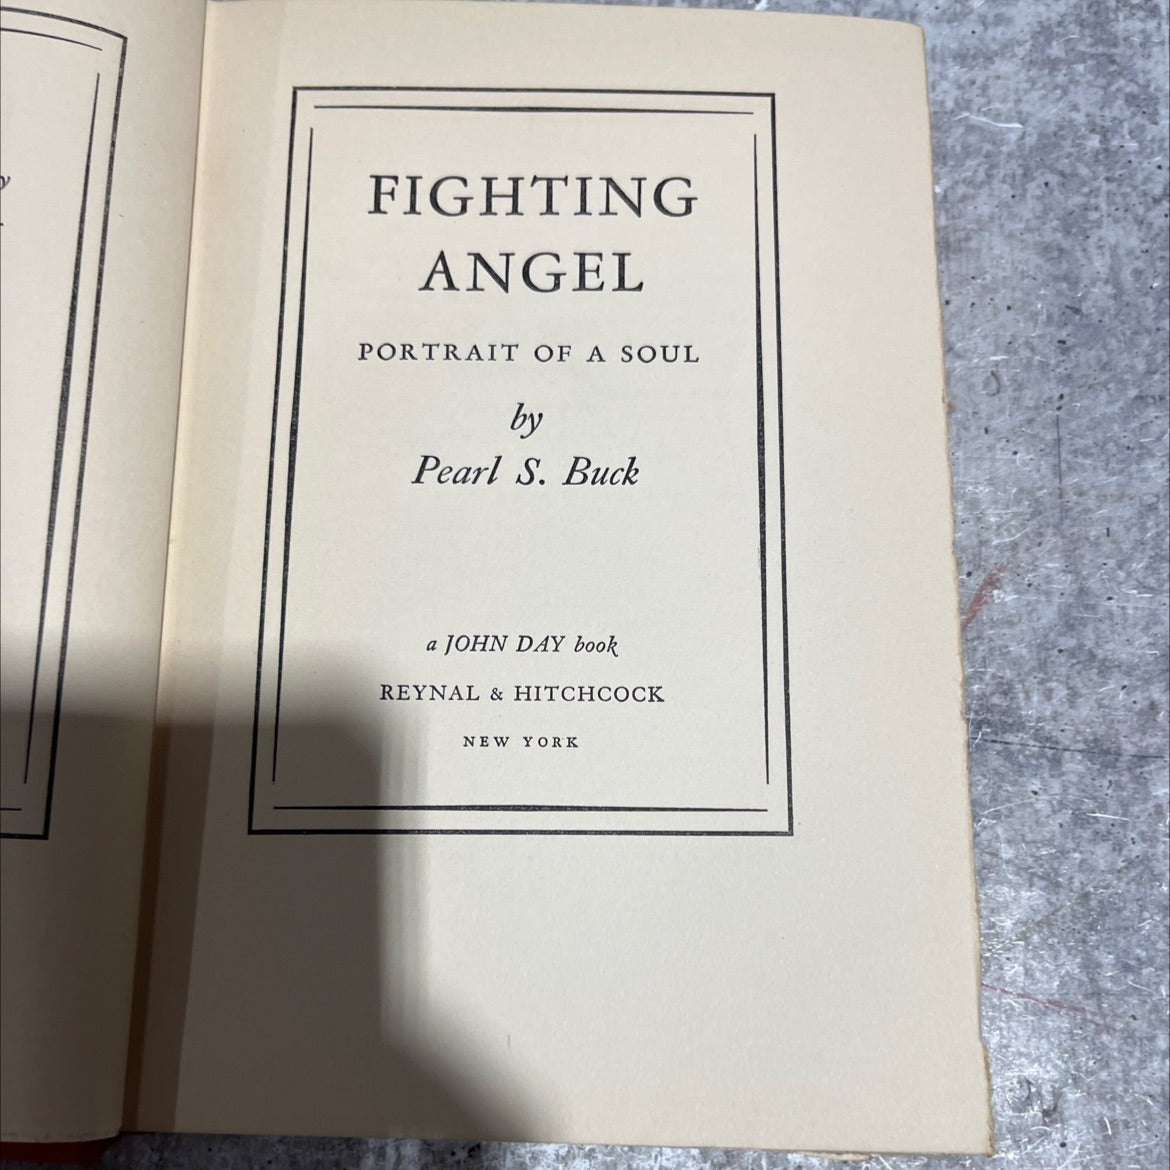 FIGHTING
ANGEL
PORTRAIT OF A SOUL
by
Pearl S. Buck
a JOHN DAY book
REYNAL & HITCHCOCK
NEW YORK